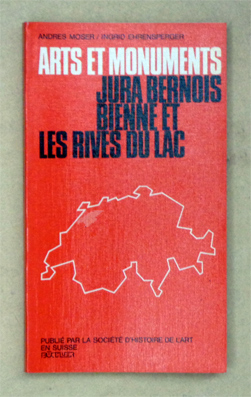 ANDRES MOSER / INGRID EHRENSPERGER
ARTS ET MONUMENTS
JURA BERNOIS
BIENNE ET
LES RIVES DU LAC
PUBLIÉ PAR LA SOCIÉTÉ D'HISTOIRE DE L'ART
EN SUISSE